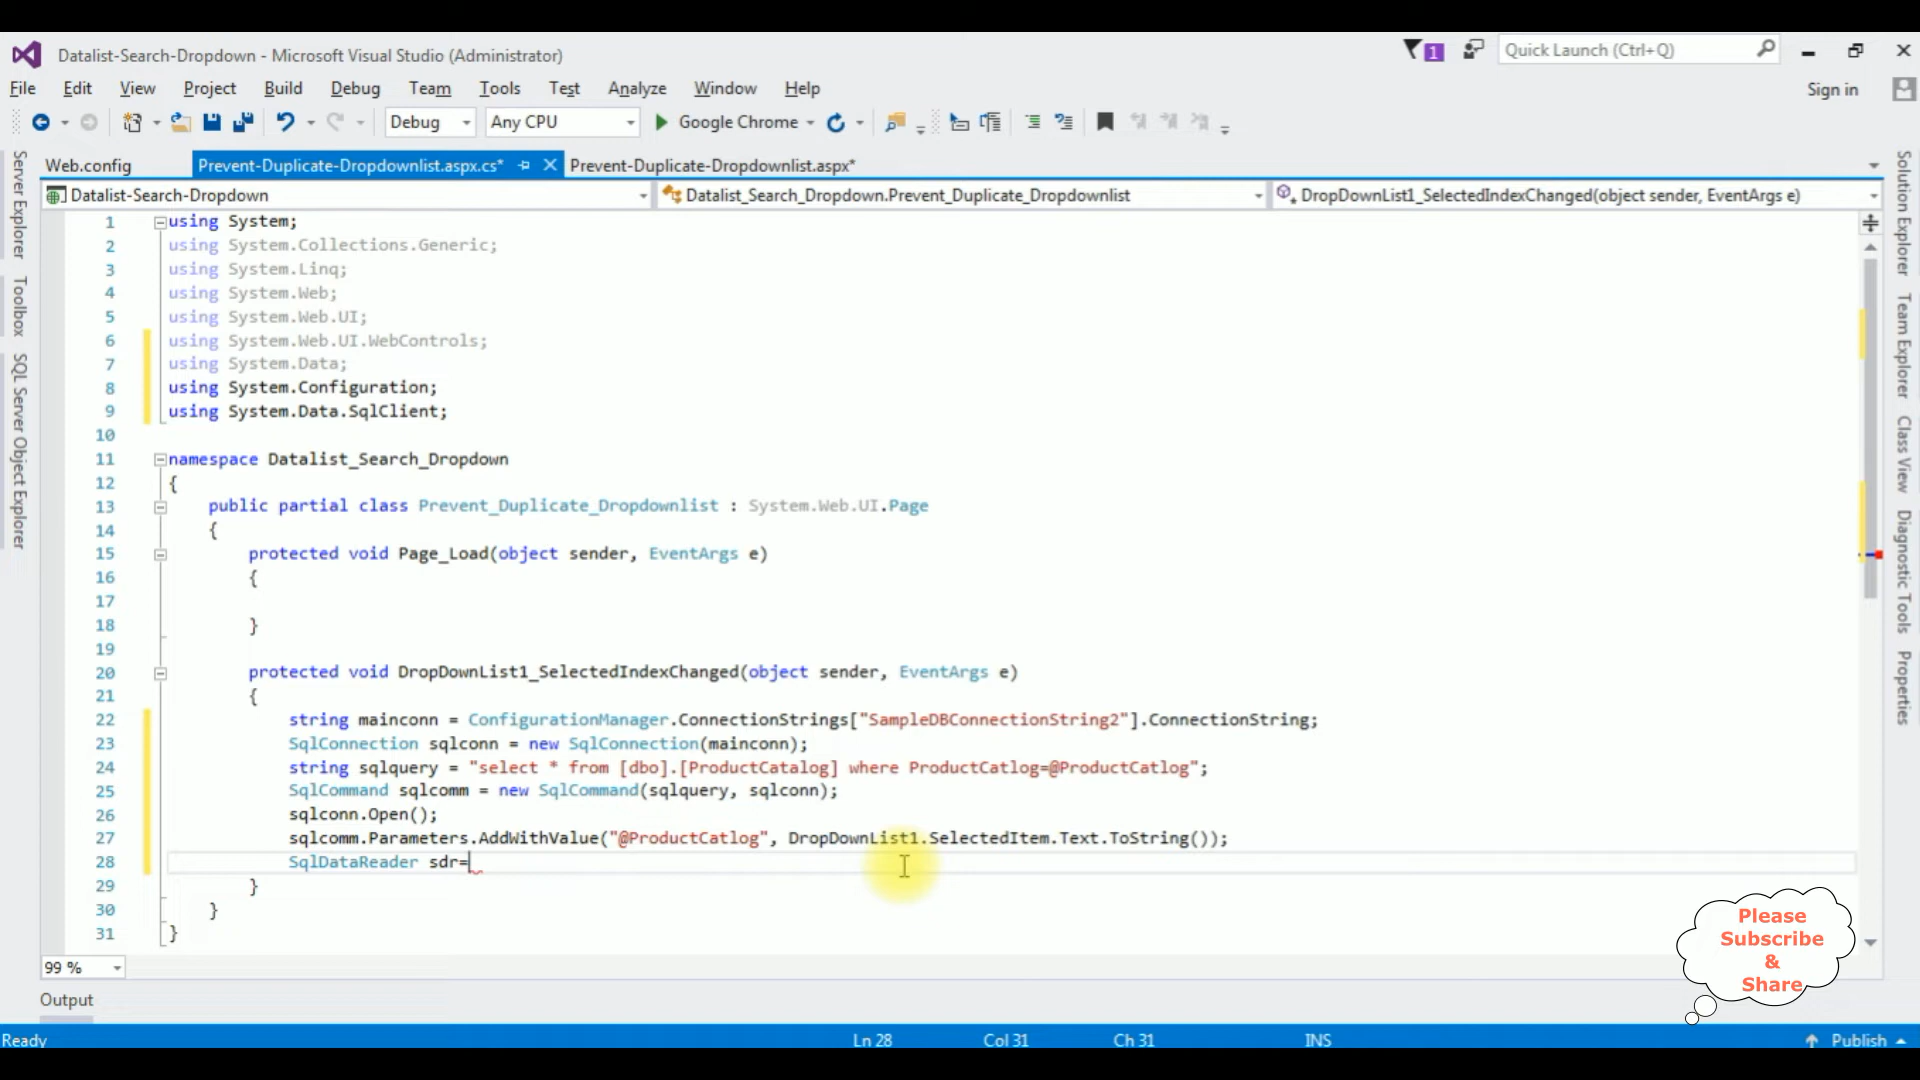 Datalist-Search-Dropdown - Microsoft Visual Studio (Administrator)
1
Quick Launch (Ctrl+Q)
File Edit View Project Build Debug Team Tools Test Analyze Window Help
Sign in
Debug Any CPU Google Chrome
Web.config Prevent-Duplicate-Dropdownlist.aspx.cs* Prevent-Duplicate-Dropdownlist.aspx*
Datalist-Search-Dropdown Datalist_Search_Dropdown.Prevent_Duplicate_Dropdownlist DropDownList1_SelectedIndexChanged(object sender, EventArgs e)
Server Explorer
Toolbox
SQL Server Object Explorer
1 using System;
2 using System.Collections.Generic;
3 using System.Linq;
4 using System.Web;
5 using System.Web.UI;
6 using System.Web.UI.WebControls;
7 using System.Data;
8 using System.Configuration;
9 using System.Data.SqlClient;
10
11 namespace Datalist_Search_Dropdown
12 {
13 public partial class Prevent_Duplicate_Dropdownlist : System.Web.UI.Page
14 {
15 protected void Page_Load(object sender, EventArgs e)
16 {
17
18 }
19
20 protected void DropDownList1_SelectedIndexChanged(object sender, EventArgs e)
21 {
22 string mainconn = ConfigurationManager.ConnectionStrings["SampleDBConnectionString2"].ConnectionString;
23 SqlConnection sqlconn = new SqlConnection(mainconn);
24 string sqlquery = "select * from [dbo].[ProductCatalog] where ProductCatlog=@ProductCatlog";
25 SqlCommand sqlcomm = new SqlCommand(sqlquery, sqlconn);
26 sqlconn.Open();
27 sqlcomm.Parameters.AddWithValue("@ProductCatlog", DropDownList1.SelectedItem.Text.ToString());
28 SqlDataReader sdr=
29 }
30 }
31 }
Solution Explorer
Team Explorer
Class View
Diagnostic Tools
Properties
Please
Subscribe
&
Share
99 %
Output
Ready Ln 28 Col 31 Ch 31 INS Publish